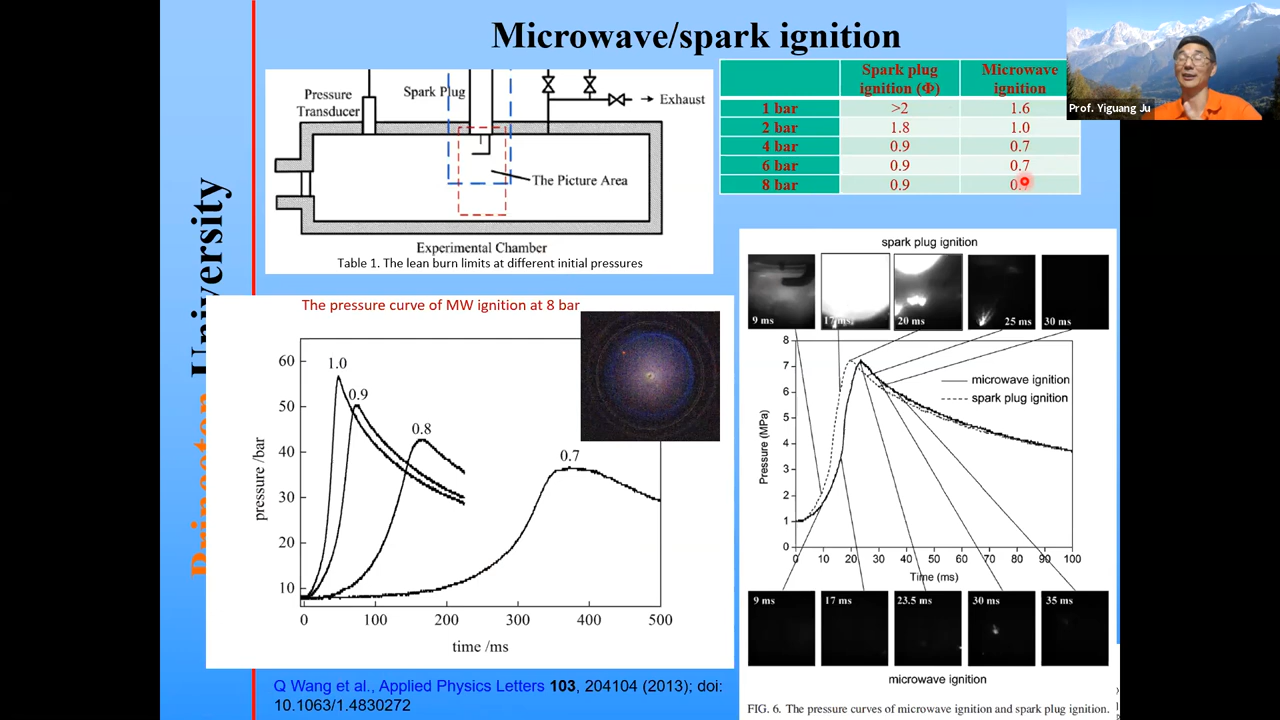 Microwave/spark ignition
Princeton University
Pressure
Transducer
Spark Plug
Exhaust
The Picture Area
Experimental Chamber
Table 1. The lean burn limits at different initial pressures
Spark plug ignition (Φ) Microwave ignition
1 bar >2 1.6
2 bar 1.8 1.0
4 bar 0.9 0.7
6 bar 0.9 0.7
8 bar 0.9
Prof. Yiguang Ju
The pressure curve of MW ignition at 8 bar
pressure /bar
60
50
40
30
20
10
1.0
0.9
0.8
0.7
0 100 200 300 400 500
time /ms
Q Wang et al., Applied Physics Letters 103, 204104 (2013); doi:
10.1063/1.4830272
spark plug ignition
9 ms 17 ms 20 ms 25 ms 30 ms
Pressure (MPa)
8
7
6
5
4
3
2
1
0
microwave ignition
spark plug ignition
0 10 20 30 40 50 60 70 80 90 100
Time (ms)
9 ms 17 ms 23.5 ms 30 ms 35 ms
microwave ignition
FIG. 6. The pressure curves of microwave ignition and spark plug ignition.